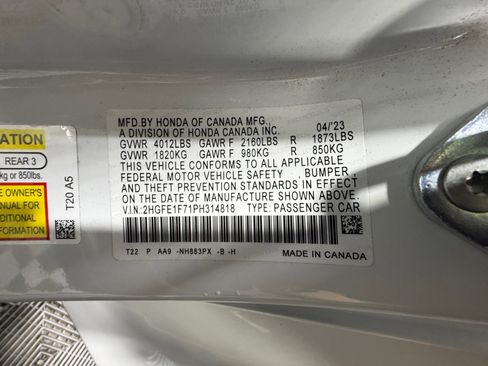 MFD.BY HONDA OF CANADA MFG.,
A DIVISION OF HONDA CANADA INC. 04/'23
GVWR 4012LBS GAWR F 2160LBS R 1873LBS
GVWR 1820KG GAWR F 980KG R 850KG
THIS VEHICLE CONFORMS TO ALL APPLICABLE
FEDERAL MOTOR VEHICLE SAFETY, BUMPER,
AND THEFT PREVENTION STANDARDS IN EFFECT
ON THE DATE OF MANUFACTURE SHOWN ABOVE.
V.I.N:2HGFE1F71PH314818 TYPE: PASSENGER CAR
T22 P AA9 -NH883PX -B -H
MADE IN CANADA
ATION
REAR 3
kg or 850lbs.
E OWNER'S
ANUAL FOR
DITIONAL
FORMATION
T20 A5